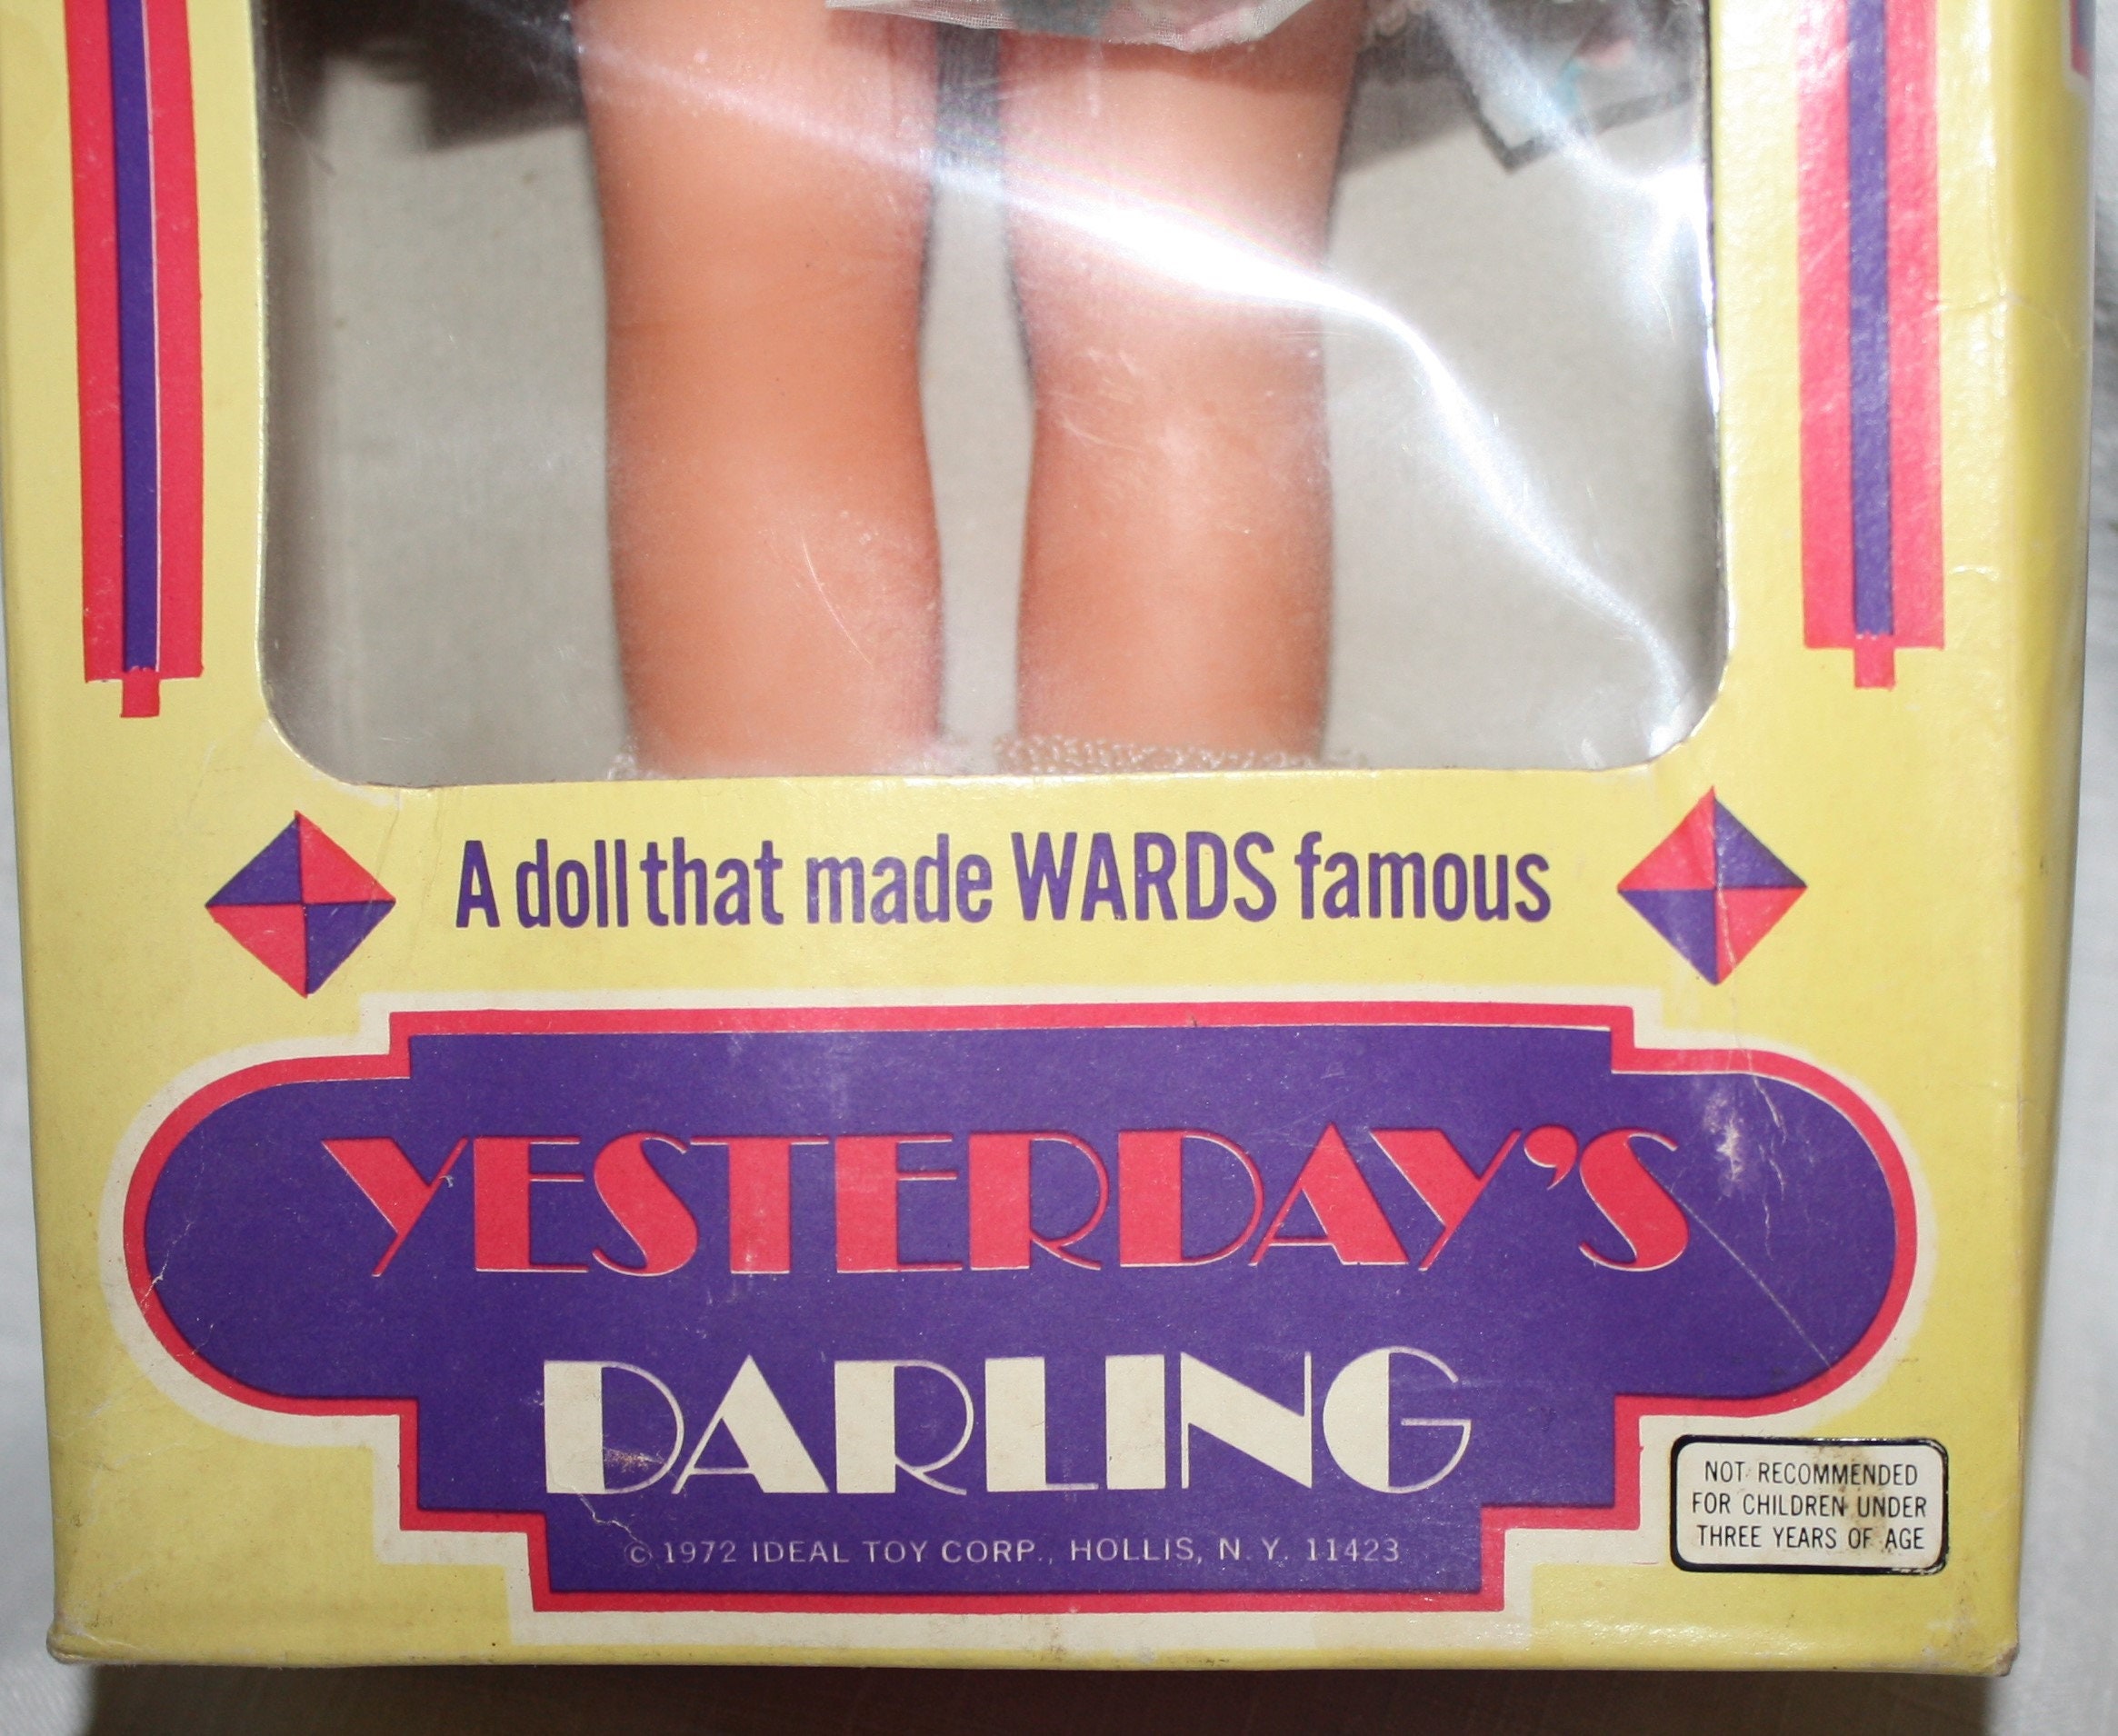 A doll that made WARDS famous
YESTERDAY'S
DARLING
© 1972 IDEAL TOY CORP., HOLLIS, N.Y. 11423
NOT RECOMMENDED
FOR CHILDREN UNDER
THREE YEARS OF AGE